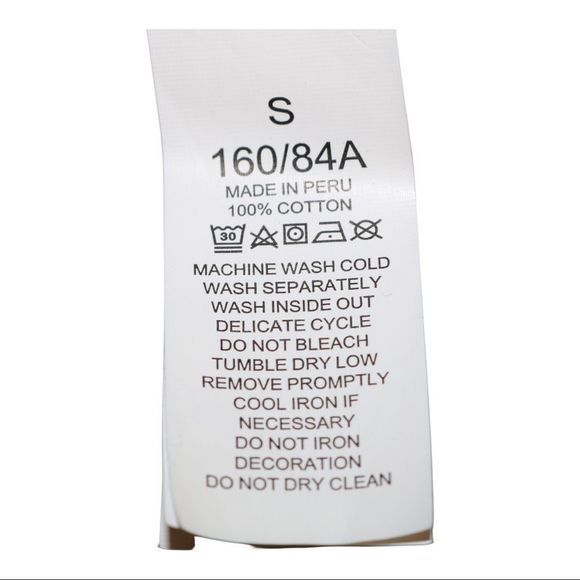 S
160/84A
MADE IN PERU
100% COTTON
30
MACHINE WASH COLD
WASH SEPARATELY
WASH INSIDE OUT
DELICATE CYCLE
DO NOT BLEACH
TUMBLE DRY LOW
REMOVE PROMPTLY
COOL IRON IF
NECESSARY
DO NOT IRON
DECORATION
DO NOT DRY CLEAN